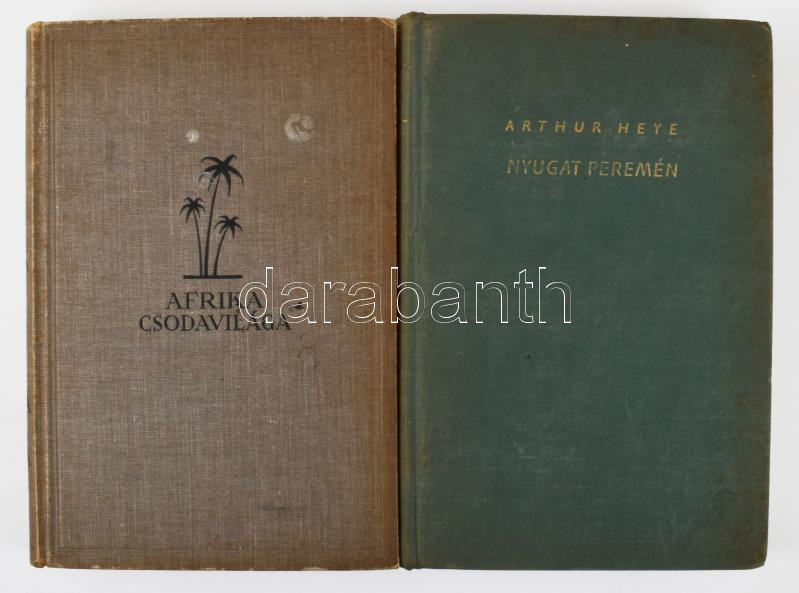 AFRIKA
CSODAVILÁGA
ARTHUR HEYE
NYUGAT PEREMÉN
darabanth